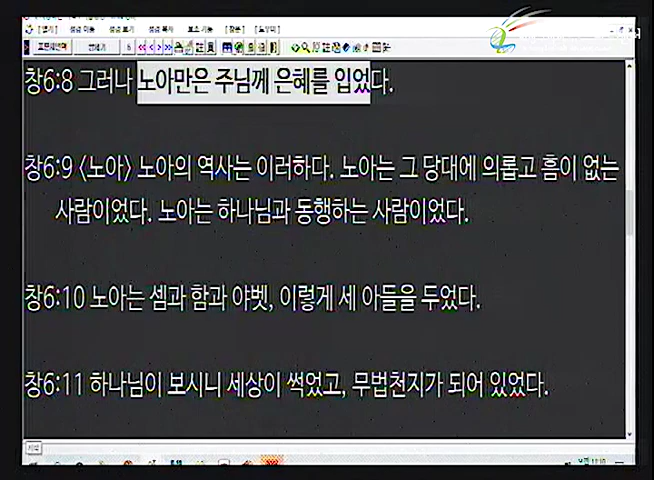 창6:8 그러나 노아만은 주님께 은혜를 입었다.
창6:9 <노아> 노아의 역사는 이러하다. 노아는 그 당대에 의롭고 흠이 없는
사람이었다. 노아는 하나님과 동행하는 사람이었다.
창6:10 노아는 셈과 함과 야벳, 이렇게 세 아들을 두었다.
창6:11 하나님이 보시니 세상이 썩었고, 무법천지가 되어 있었다.